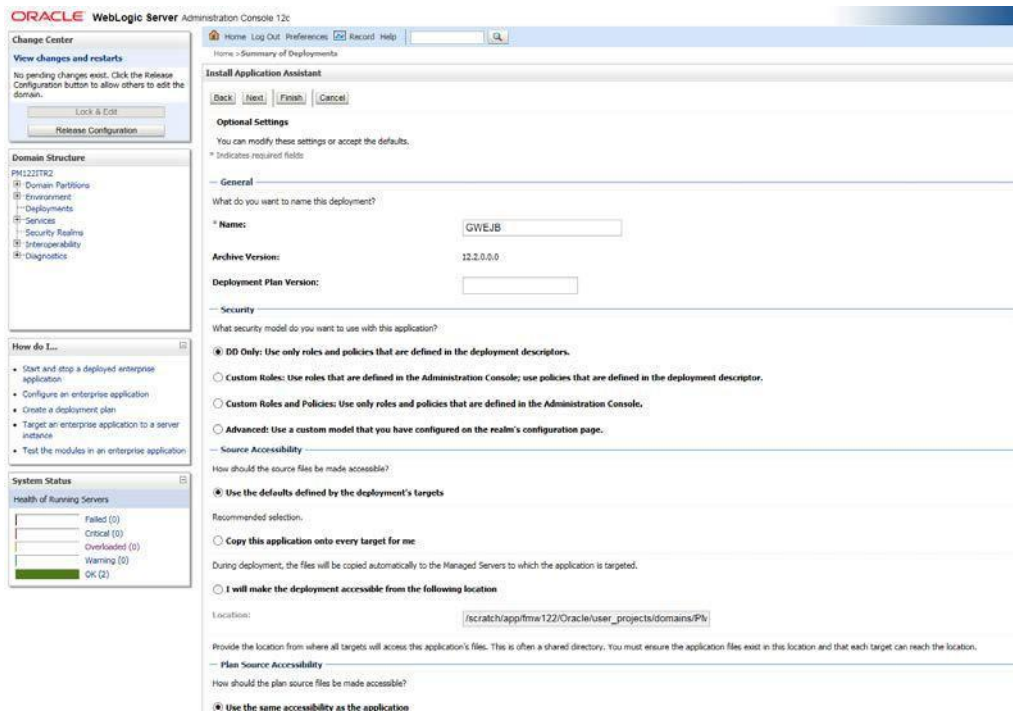 ORACLE WebLogic Server Administration Console 12c
Change Center
View changes and restarts
No pending changes exist. Click the Release
Configuration button to allow others to edit the
domain.
Lock & Edit
Release Configuration
Domain Structure
PM122ITR2
Domain Partitions
Environment
Deployments
Services
Security Realms
Interoperability
Diagnostics
How do I...
Start and stop a deployed enterprise
application
Configure an enterprise application
Create a deployment plan
Target an enterprise application to a server
instance
Test the modules in an enterprise application
System Status
Health of Running Servers
Failed (0)
Critical (0)
Overloaded (0)
Warning (0)
OK (2)
Home Log Out Preferences Record Help
Home >Summary of Deployments
Install Application Assistant
Back Next Finish Cancel
Optional Settings
You can modify these settings or accept the defaults.
* Indicates required fields
General
What do you want to name this deployment?
* Name: GWEJB
Archive Version: 12.2.0.0.0
Deployment Plan Version:
Security
What security model do you want to use with this application?
DD Only: Use only roles and policies that are defined in the deployment descriptors.
Custom Roles: Use roles that are defined in the Administration Console; use policies that are defined in the deployment descriptor.
Custom Roles and Policies: Use only roles and policies that are defined in the Administration Console.
Advanced: Use a custom model that you have configured on the realm's configuration page.
Source Accessibility
How should the source files be made accessible?
Use the defaults defined by the deployment's targets
Recommended selection.
Copy this application onto every target for me
During deployment, the files will be copied automatically to the Managed Servers to which the application is targeted.
I will make the deployment accessible from the following location
Location: /scratch/app/fmw122/Oracle/user_projects/domains/PM
Provide the location from where all targets will access this application's files. This is often a shared directory. You must ensure the application files exist in this location and that each target can reach the location.
Plan Source Accessibility
How should the plan source files be made accessible?
Use the same accessibility as the application